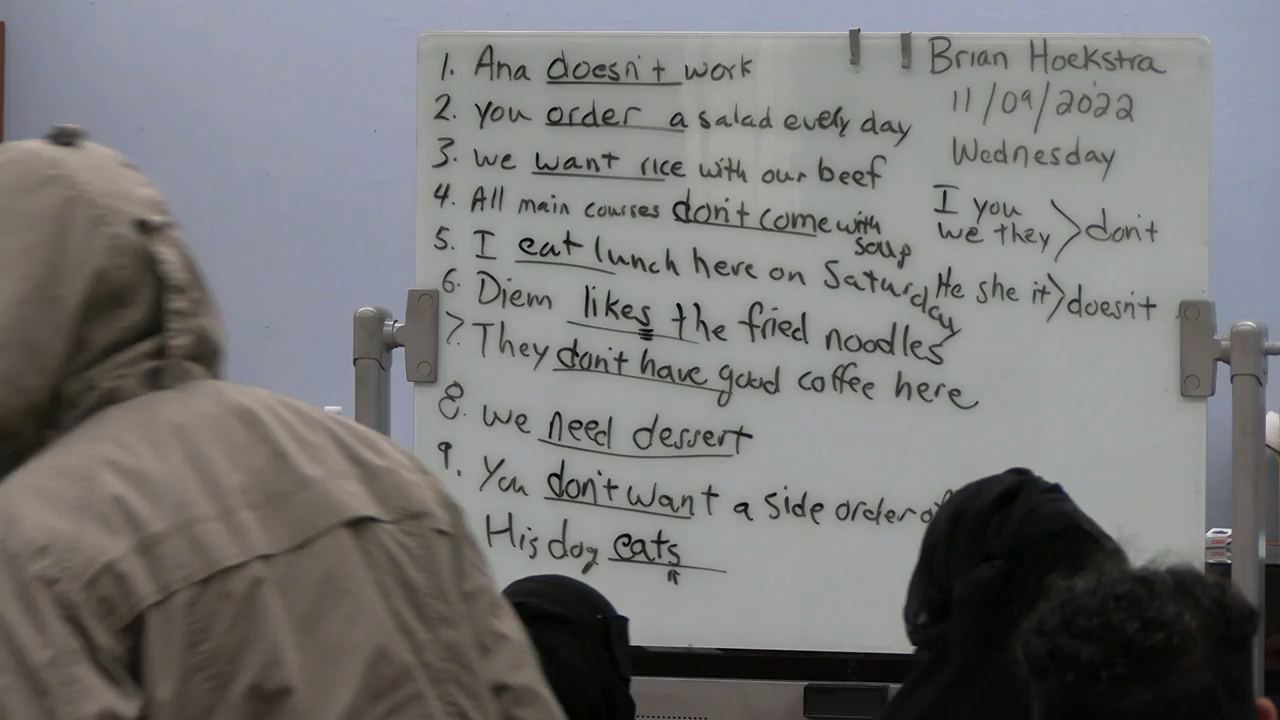 1. Ana doesn't work
2. you order a salad every day
3. we want rice with our beef
4. All main courses don't come with soup
5. I eat lunch here on Saturday
6. Diem likes the fried noodles
7. They don't have good coffee here
8. we need dessert
9. You don't want a side order
His dog eats
Brian Hoekstra
11/09/2022
Wednesday
I you
we they > don't
He she it > doesn't